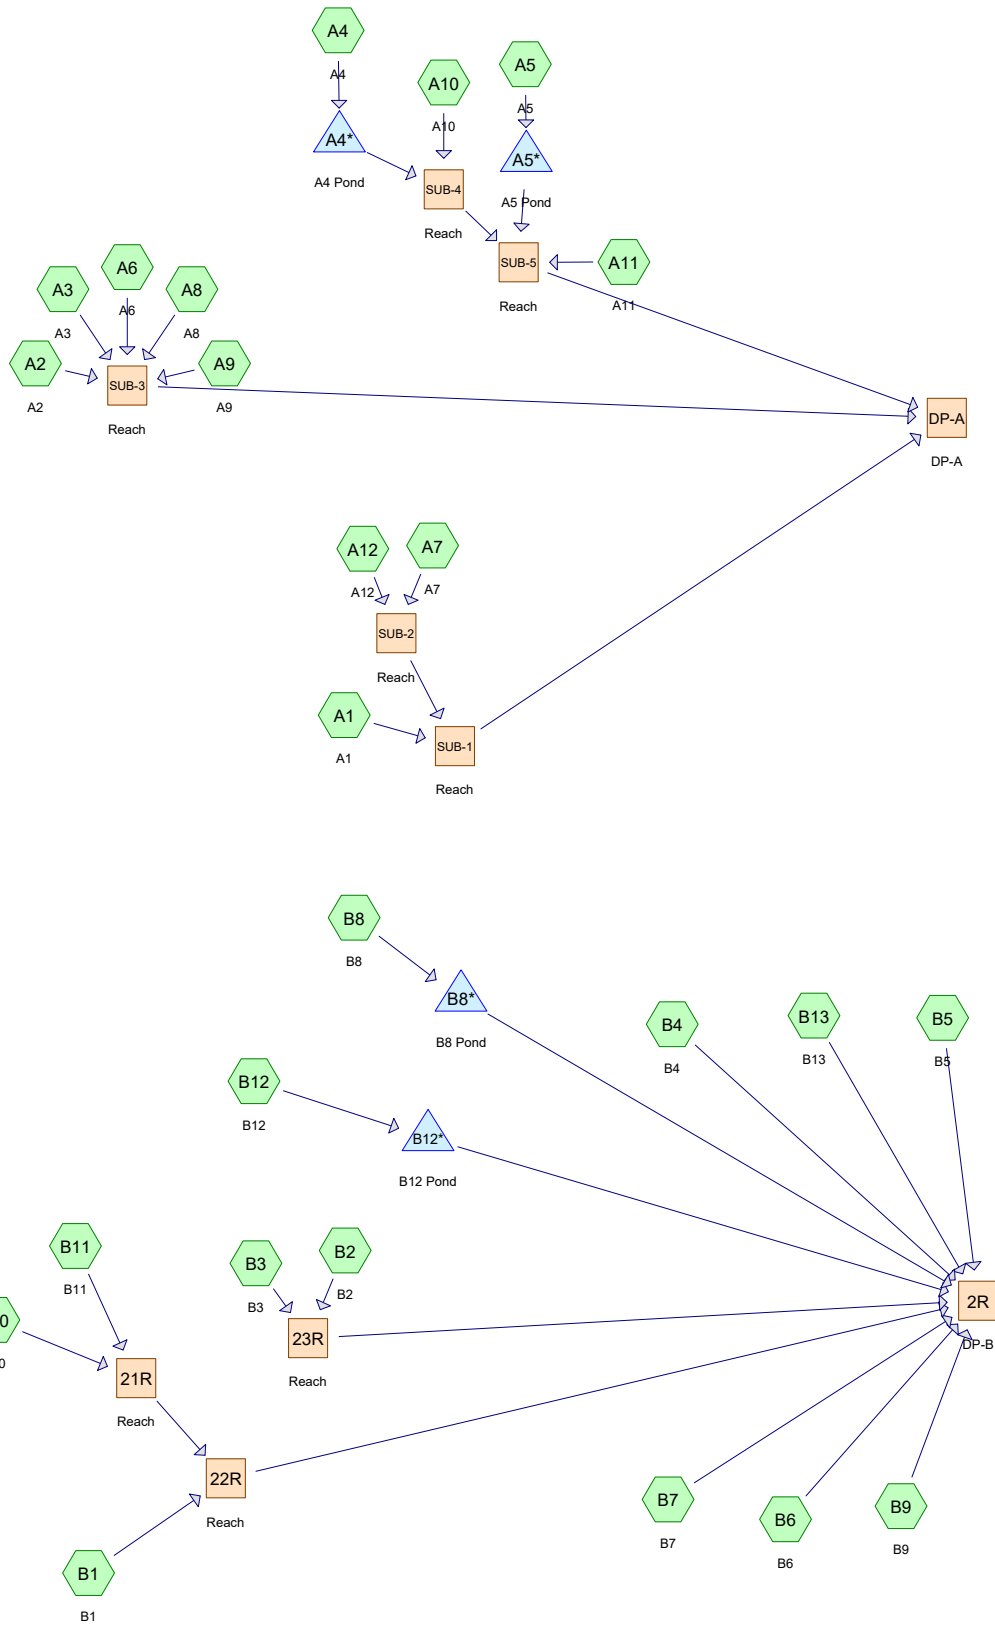 A4
A4
A10
A10
A5
A5
A4*
A4 Pond
A5*
A5 Pond
SUB-4
Reach
SUB-5
Reach
A11
A11
A6
A6
A3
A3
A8
A8
A2
A2
A9
A9
SUB-3
Reach
DP-A
DP-A
A12
A12
A7
A7
SUB-2
Reach
A1
A1
SUB-1
Reach
B8
B8
B8*
B8 Pond
B4
B4
B13
B13
B5
B5
B12
B12
B12*
B12 Pond
B11
B11
B3
B3
B2
B2
23R
Reach
2R
DP-B
0
0
21R
Reach
22R
Reach
B1
B1
B7
B7
B6
B6
B9
B9